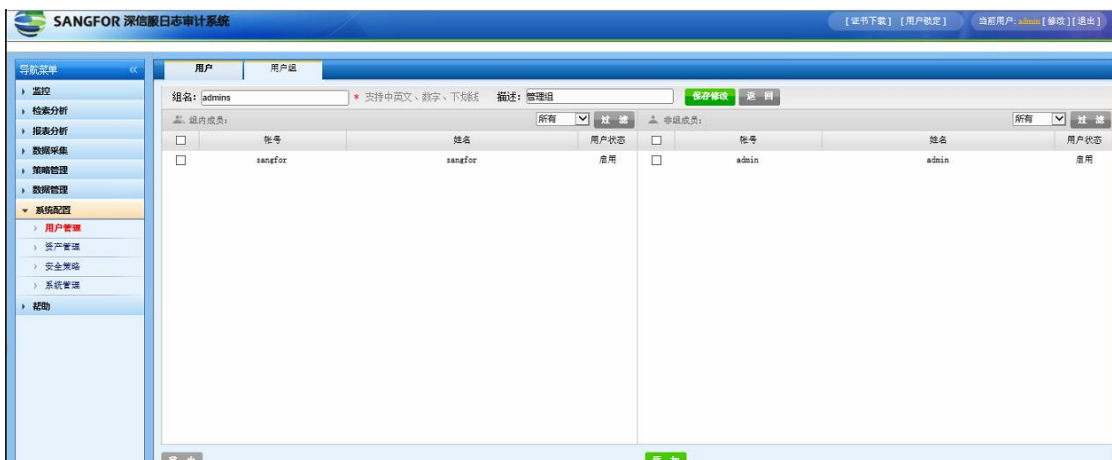 SANGFOR 深信服日志审计系统
[证书下载] [用户锁定] 当前用户:admin[修改][退出]
导航菜单 «
监控
检索分析
报表分析
数据采集
策略管理
数据管理
系统配置
用户管理
资产管理
安全策略
系统管理
帮助
用户 用户组
组名: admins * 支持中英文、数字、下划线 描述: 管理组 保存修改 返 回
组内成员: 所有 过 滤 非组成员: 所有 过 滤
帐号 姓名 用户状态 帐号 姓名 用户状态
sangfor sangfor 启用 admin admin 启用